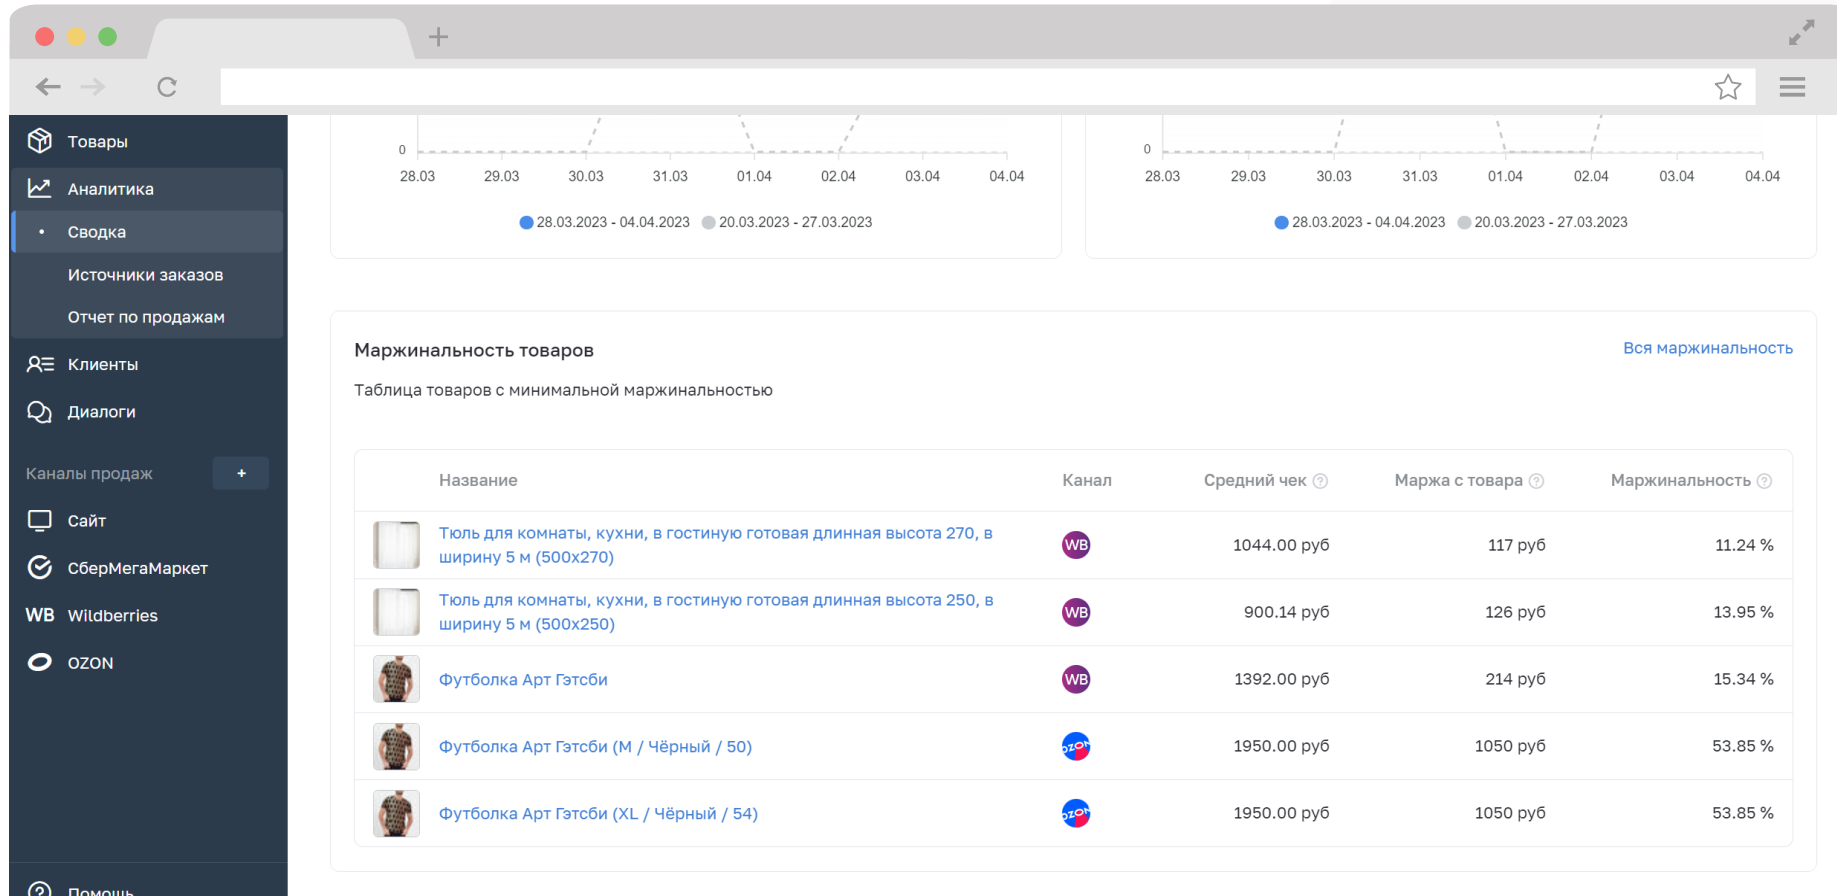 Товары
Аналитика
Сводка
Источники заказов
Отчет по продажам
Клиенты
Диалоги
Каналы продаж +
Сайт
СберМегаМаркет
WB Wildberries
OZON
Помощь
0
28.03 29.03 30.03 31.03 01.04 02.04 03.04 04.04
28.03.2023 - 04.04.2023 20.03.2023 - 27.03.2023
0
28.03 29.03 30.03 31.03 01.04 02.04 03.04 04.04
28.03.2023 - 04.04.2023 20.03.2023 - 27.03.2023
Маржинальность товаров
Вся маржинальность
Таблица товаров с минимальной маржинальностью
Название Канал Средний чек ? Маржа с товара ? Маржинальность ?
Тюль для комнаты, кухни, в гостиную готовая длинная высота 270, в
ширину 5 м (500x270)
WB 1044.00 руб 117 руб 11.24 %
Тюль для комнаты, кухни, в гостиную готовая длинная высота 250, в
ширину 5 м (500x250)
WB 900.14 руб 126 руб 13.95 %
Футболка Арт Гэтсби WB 1392.00 руб 214 руб 15.34 %
Футболка Арт Гэтсби (M / Чёрный / 50) OZON 1950.00 руб 1050 руб 53.85 %
Футболка Арт Гэтсби (XL / Чёрный / 54) OZON 1950.00 руб 1050 руб 53.85 %